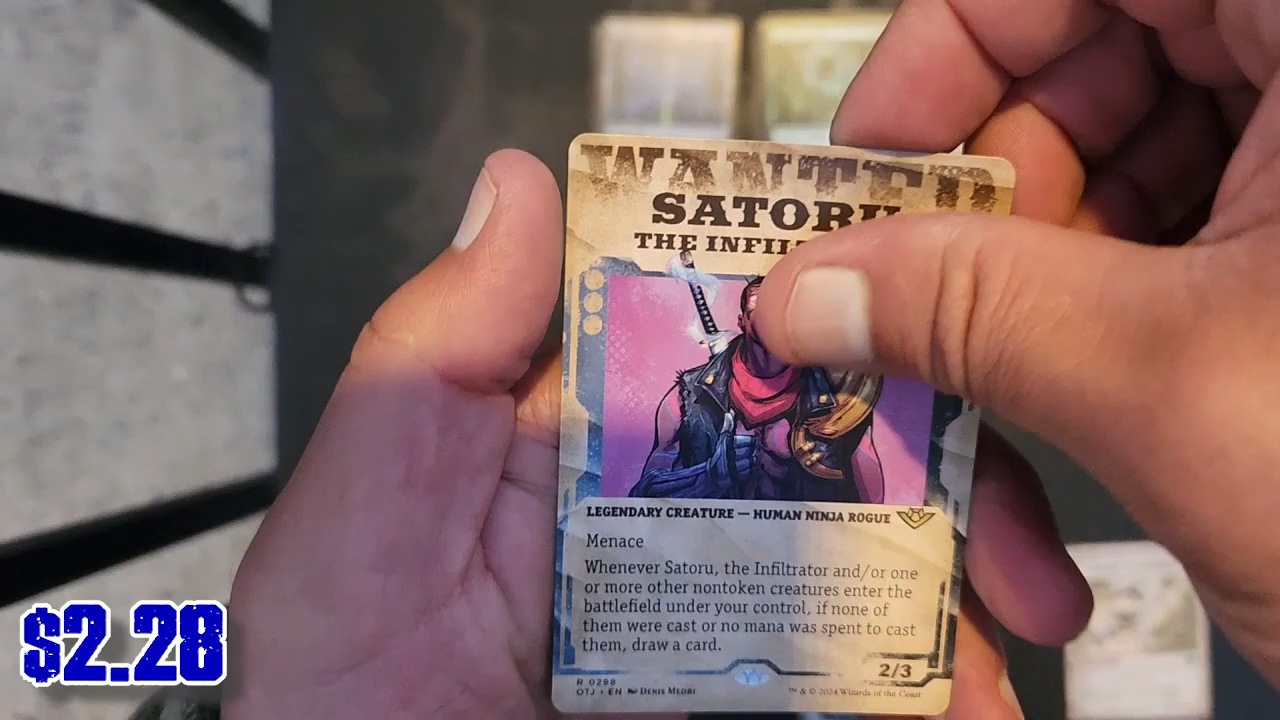 WANTED
SATORU
THE INFIL
LEGENDARY CREATURE — HUMAN NINJA ROGUE
Menace
Whenever Satoru, the Infiltrator and/or one
or more other nontoken creatures enter the
battlefield under your control, if none of
them were cast or no mana was spent to cast
them, draw a card.
2/3
R 0298
OTJ • EN DENIS MEDRI
™ & © 2024 Wizards of the Coast
$2.28